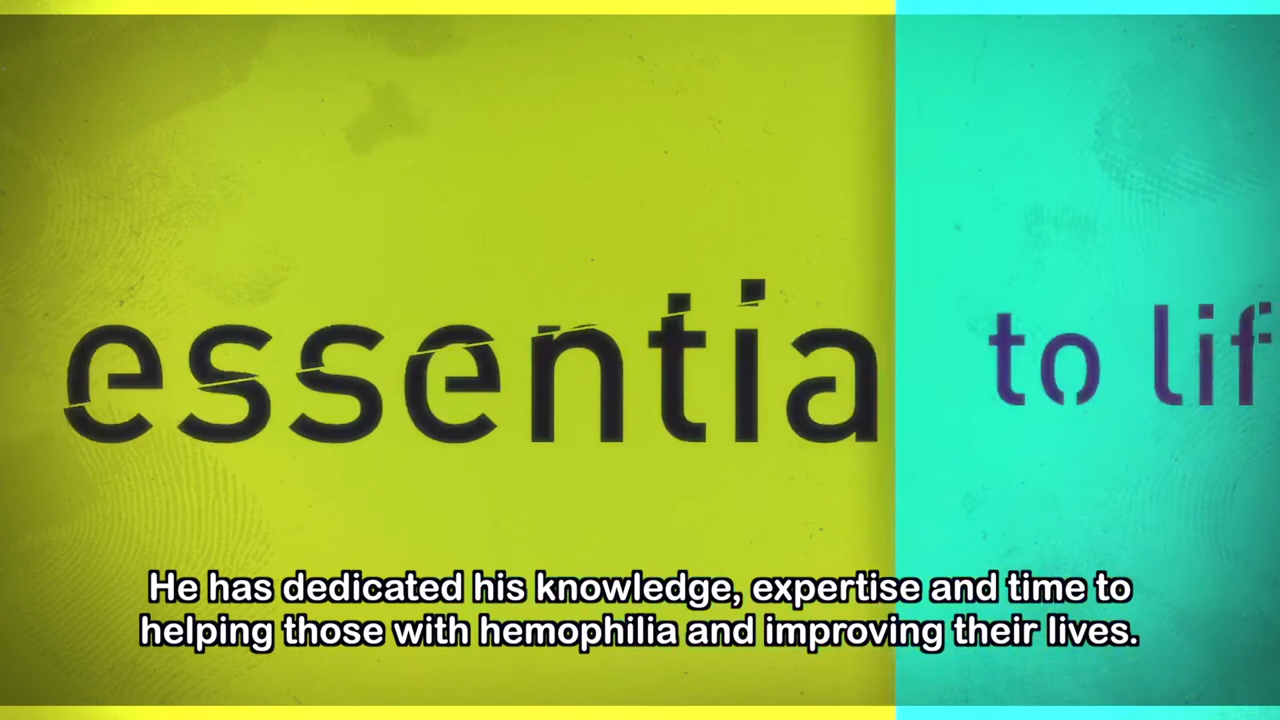 essentia
to lif
He has dedicated his knowledge, expertise and time to
helping those with hemophilia and improving their lives.